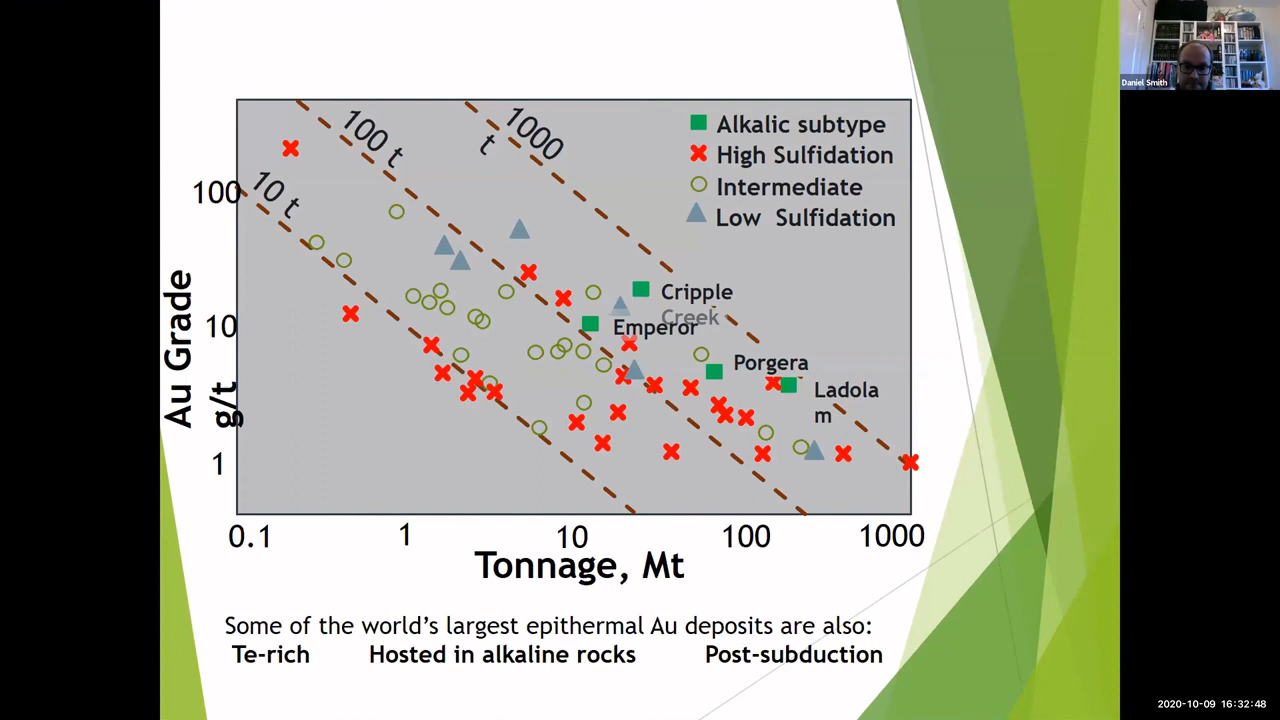 1000
t
100 t
10 t
Alkalic subtype
High Sulfidation
Intermediate
Low Sulfidation
Daniel Smith
100
10
1
Au Grade
g/t
Cripple
Creek
Emperor
Porgera
Ladola
m
0.1
1
10
100
1000
Tonnage, Mt
Some of the world's largest epithermal Au deposits are also:
Te-rich Hosted in alkaline rocks Post-subduction
2020-10-09 16:32:48